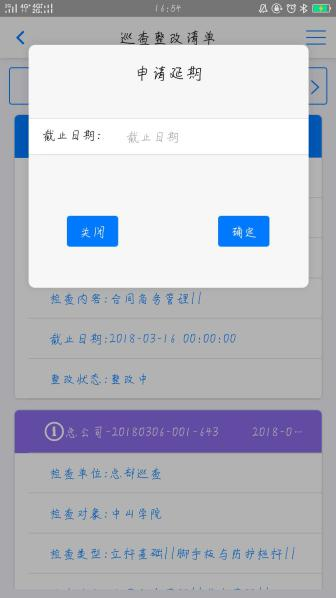 16:54
巡查整改清单
申请延期
截止日期: 截止日期
关闭 确定
检查内容:合同商务管理||
截止日期:2018-03-16 00:00:00
整改状态:整改中
总公司-20180306-001-643 2018-0…
检查单位:总部巡查
检查对象:中山学院
检查类型:立杆基础||脚手板与防护栏杆||